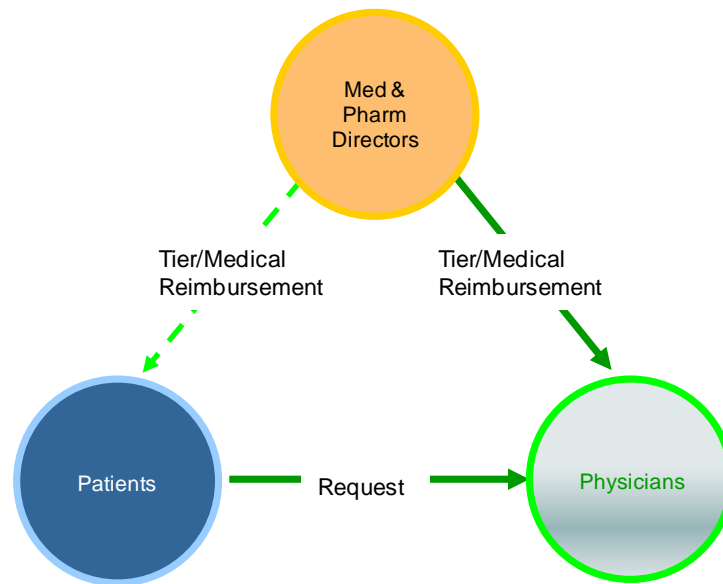 Med &
Pharm
Directors
Tier/Medical
Reimbursement
Tier/Medical
Reimbursement
Patients
Request
Physicians